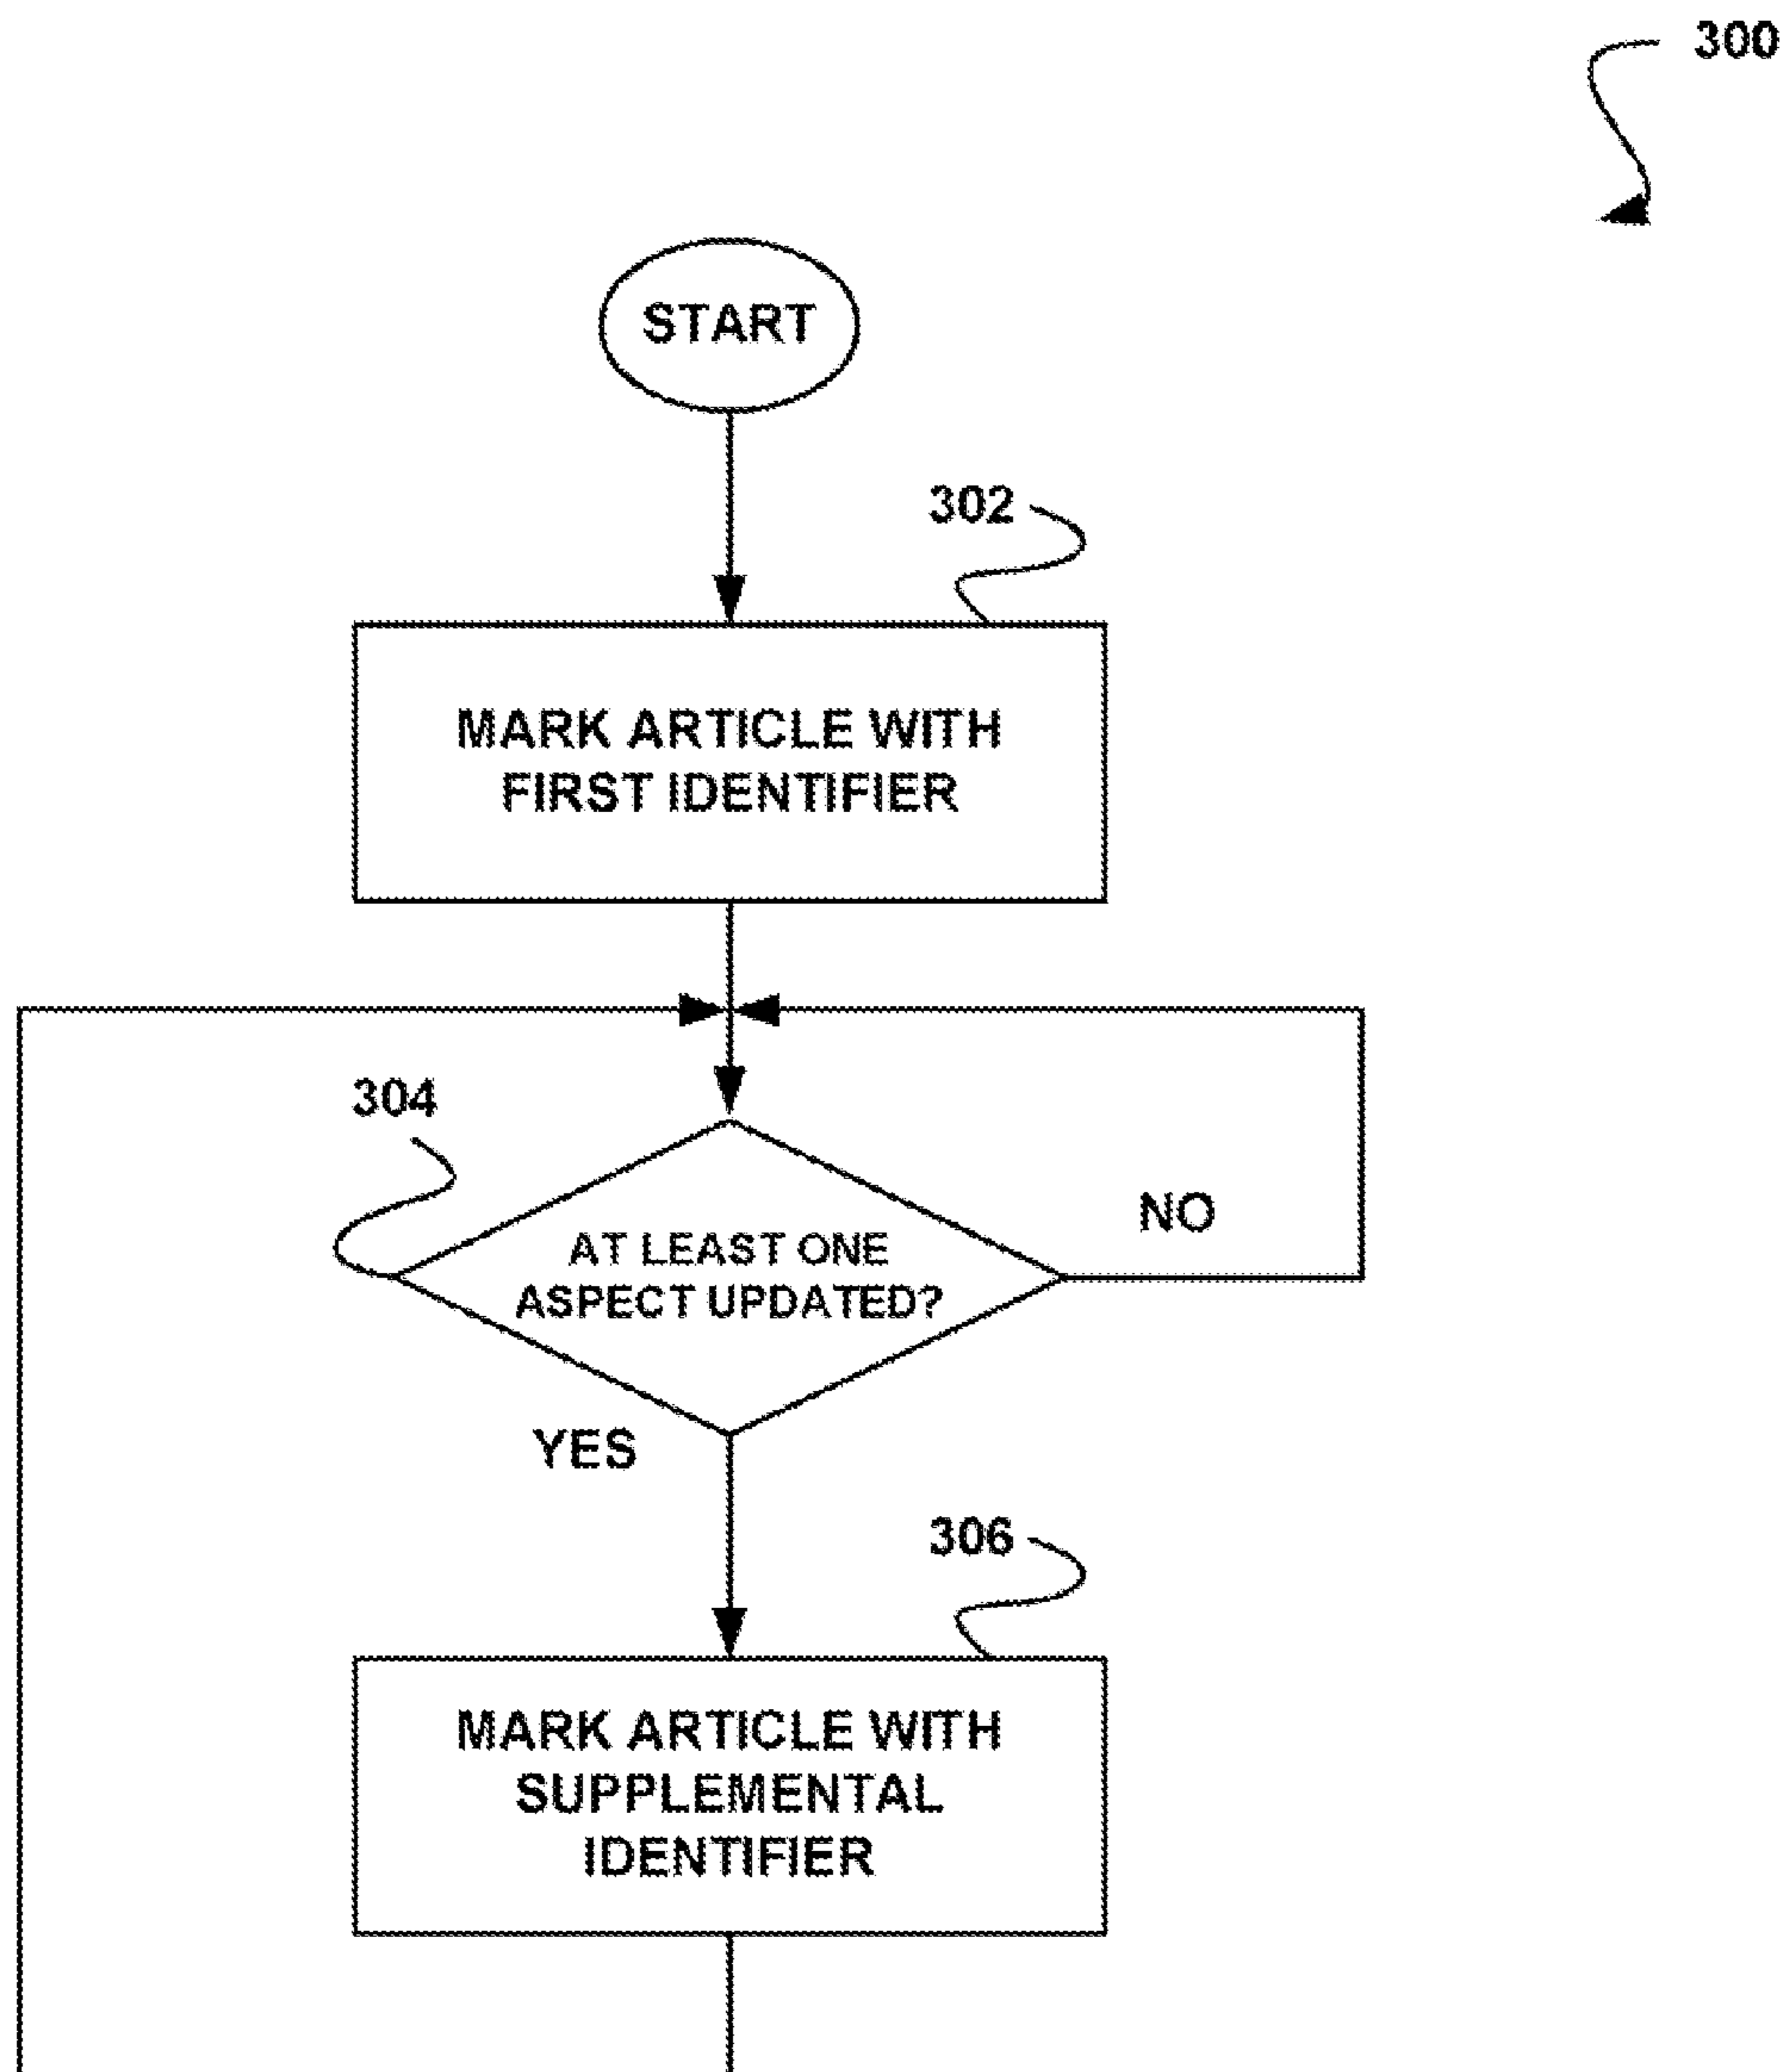 300
START
302
MARK ARTICLE WITH
FIRST IDENTIFIER
304
AT LEAST ONE
ASPECT UPDATED?
NO
YES
306
MARK ARTICLE WITH
SUPPLEMENTAL
IDENTIFIER